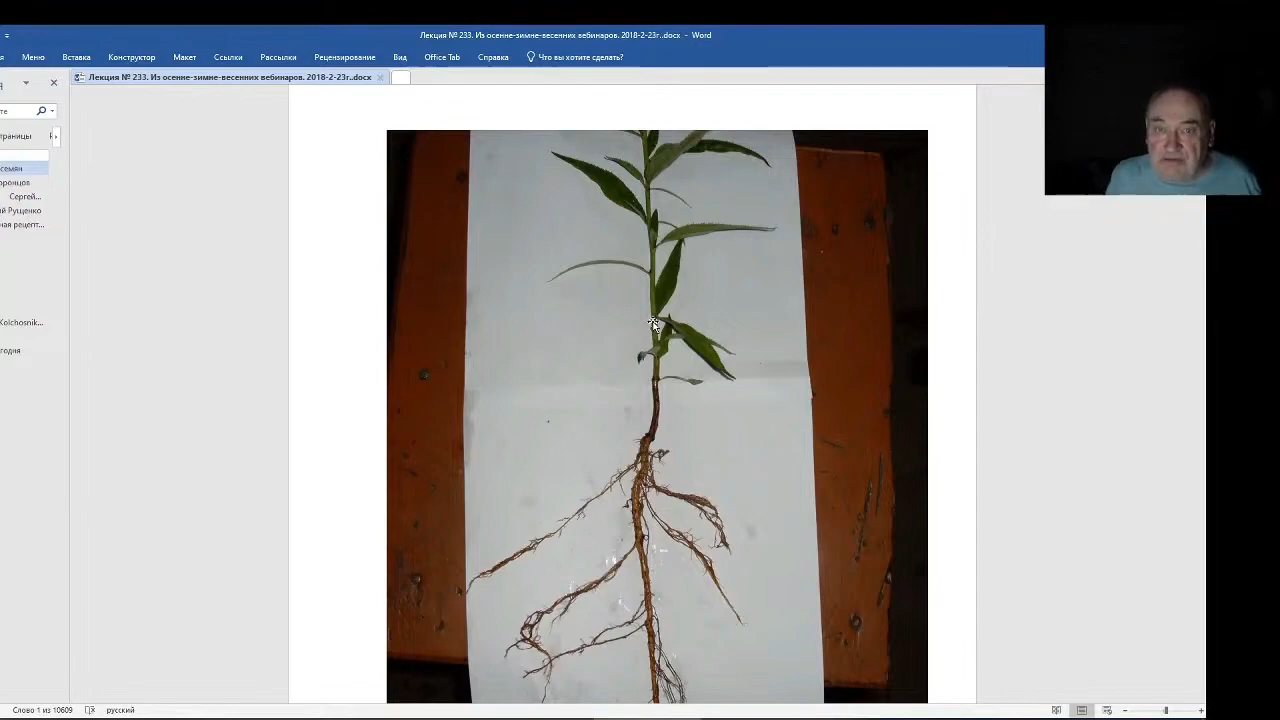 Лекция № 233. Из осенне-зимне-весенних вебинаров. 2018-2-23г..docx - Word
Меню Вставка Конструктор Макет Ссылки Рассылки Рецензирование Вид Office Tab Справка Что вы хотите сделать?
Лекция № 233. Из осенне-зимне-весенних вебинаров. 2018-2-23г..docx
семян
Сергей...
Рущенко
Kolchosnik...
Слово 1 из 10609 русский